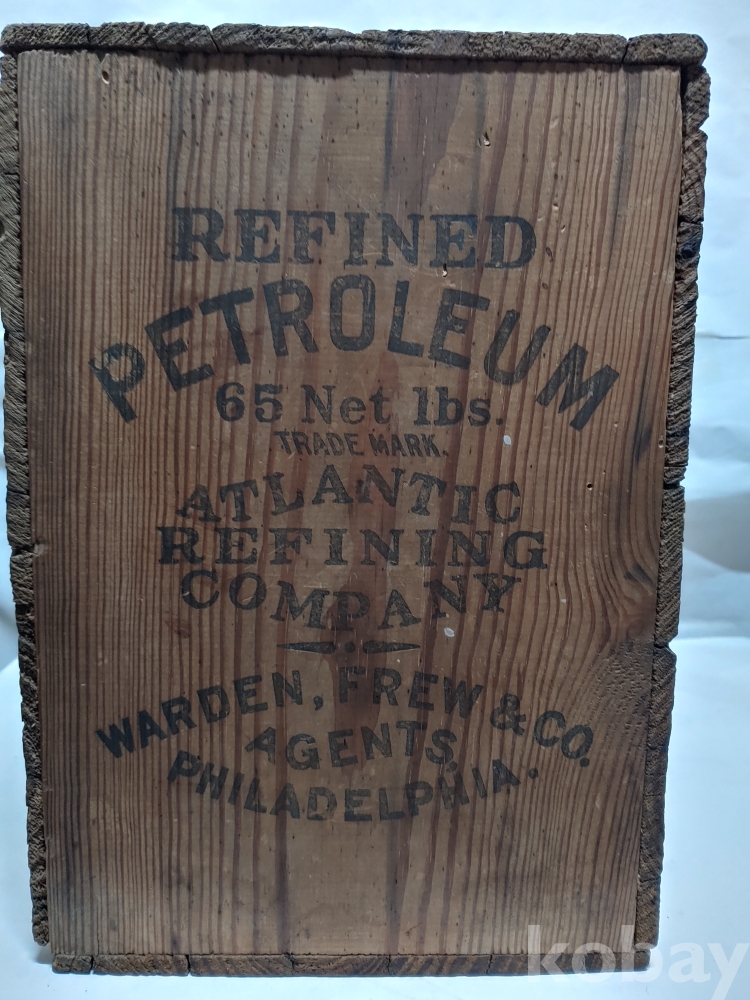 REFINED
PETROLEUM
65 Net lbs.
TRADE MARK.
ATLANTIC
REFINING
COMPANY
WARDEN, FREW & CO.
AGENTS,
PHILADELPHIA.
kobay